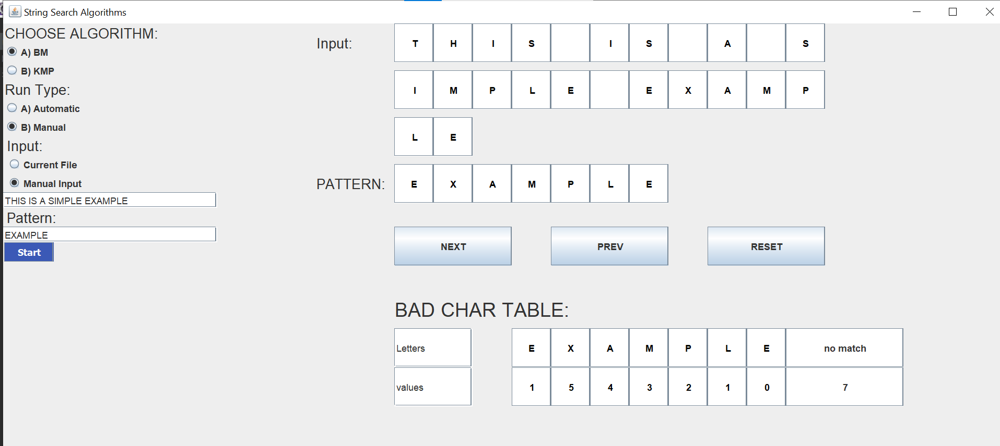 String Search Algorithms
CHOOSE ALGORITHM:
A) BM
B) KMP
Run Type:
A) Automatic
B) Manual
Input:
Current File
Manual Input
THIS IS A SIMPLE EXAMPLE
Pattern:
EXAMPLE
Start
Input: T H I S I S A S
I M P L E E X A M P
L E
PATTERN: E X A M P L E
NEXT PREV RESET
BAD CHAR TABLE:
Letters E X A M P L E no match
values 1 5 4 3 2 1 0 7